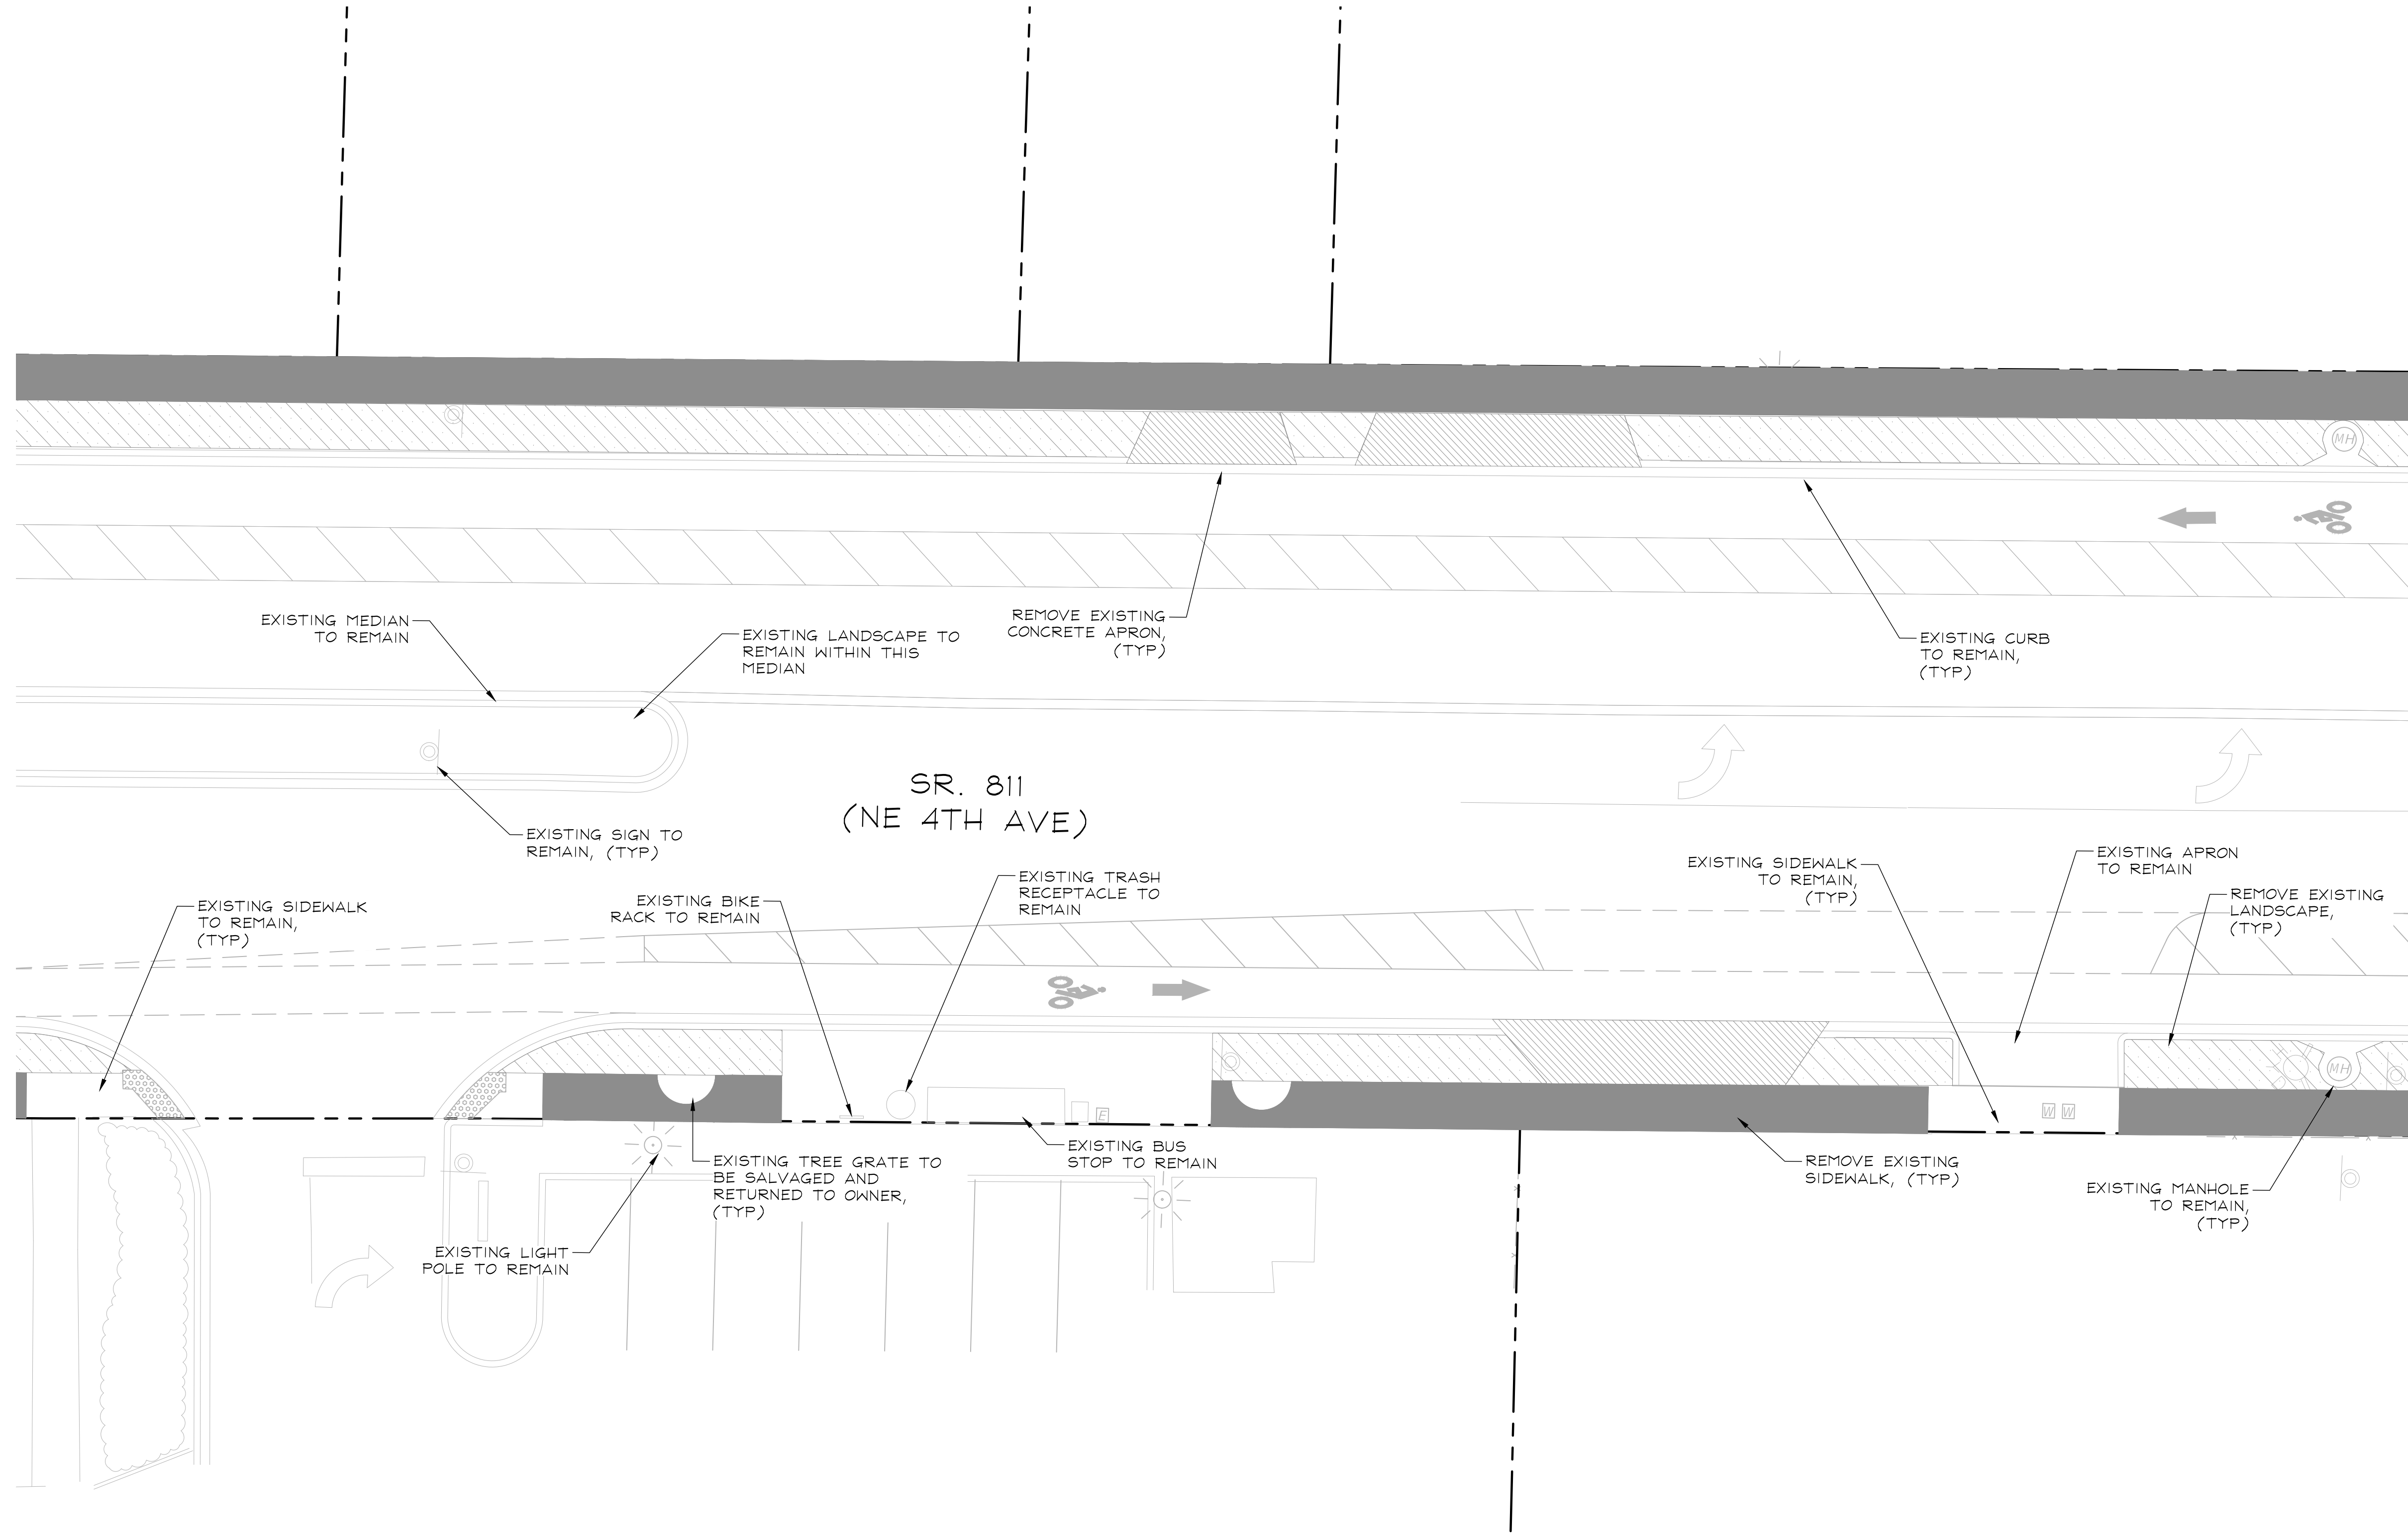 MH
EXISTING MEDIAN
TO REMAIN
EXISTING LANDSCAPE TO
REMAIN WITHIN THIS
MEDIAN
REMOVE EXISTING
CONCRETE APRON,
(TYP)
EXISTING CURB
TO REMAIN,
(TYP)
SR. 811
(NE 4TH AVE)
EXISTING SIGN TO
REMAIN, (TYP)
EXISTING SIDEWALK
TO REMAIN,
(TYP)
EXISTING BIKE
RACK TO REMAIN
EXISTING TRASH
RECEPTACLE TO
REMAIN
EXISTING SIDEWALK
TO REMAIN,
(TYP)
EXISTING APRON
TO REMAIN
REMOVE EXISTING
LANDSCAPE,
(TYP)
MH
E
W W
EXISTING BUS
STOP TO REMAIN
EXISTING TREE GRATE TO
BE SALVAGED AND
RETURNED TO OWNER,
(TYP)
REMOVE EXISTING
SIDEWALK, (TYP)
EXISTING MANHOLE
TO REMAIN,
(TYP)
EXISTING LIGHT
POLE TO REMAIN